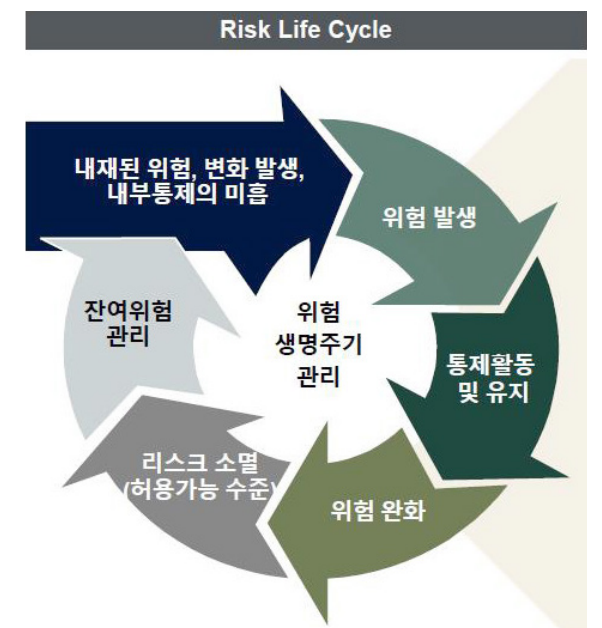 Risk Life Cycle
내재된 위험, 변화 발생,
내부통제의 미흡
위험 발생
통제활동
및 유지
위험 완화
리스크 소멸
(허용가능 수준)
잔여위험
관리
위험
생명주기
관리